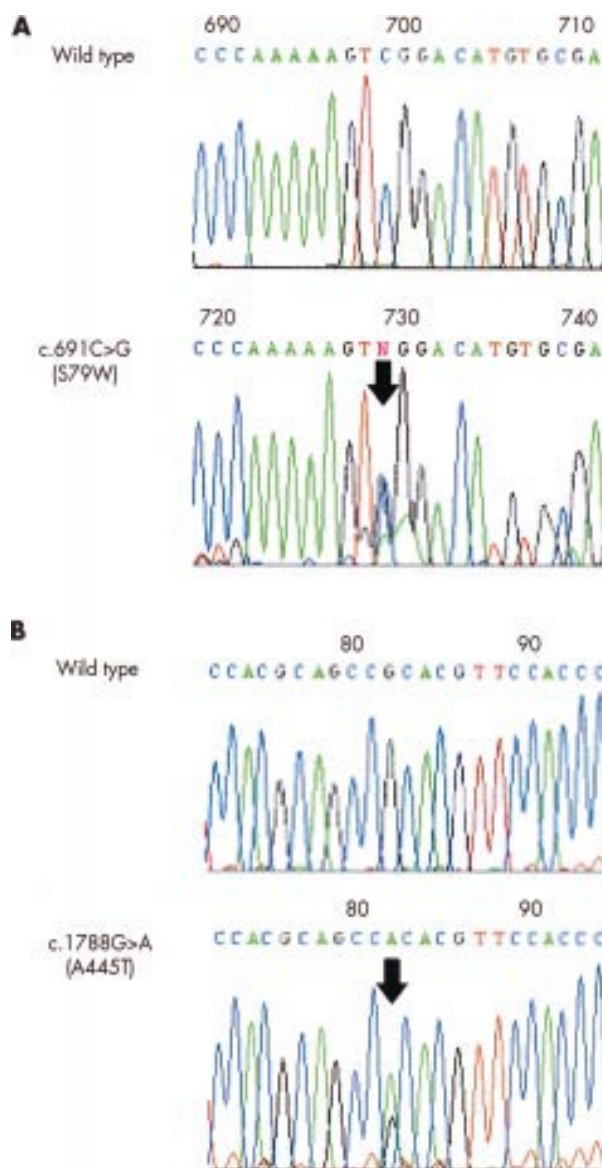 A
690 700 710
Wild type
C C C A A A A A G T C G G A C A T G T G C G A
720 730 740
c.691C>G
(S79W)
C C C A A A A A G T N G G A C A T G T G C G A
B
80 90
Wild type
C C A C G C A G C C G C A C G T T C C A C C C
80 90
c.1788G>A
(A445T)
C C A C G C A G C C A C A C G T T C C A C C C